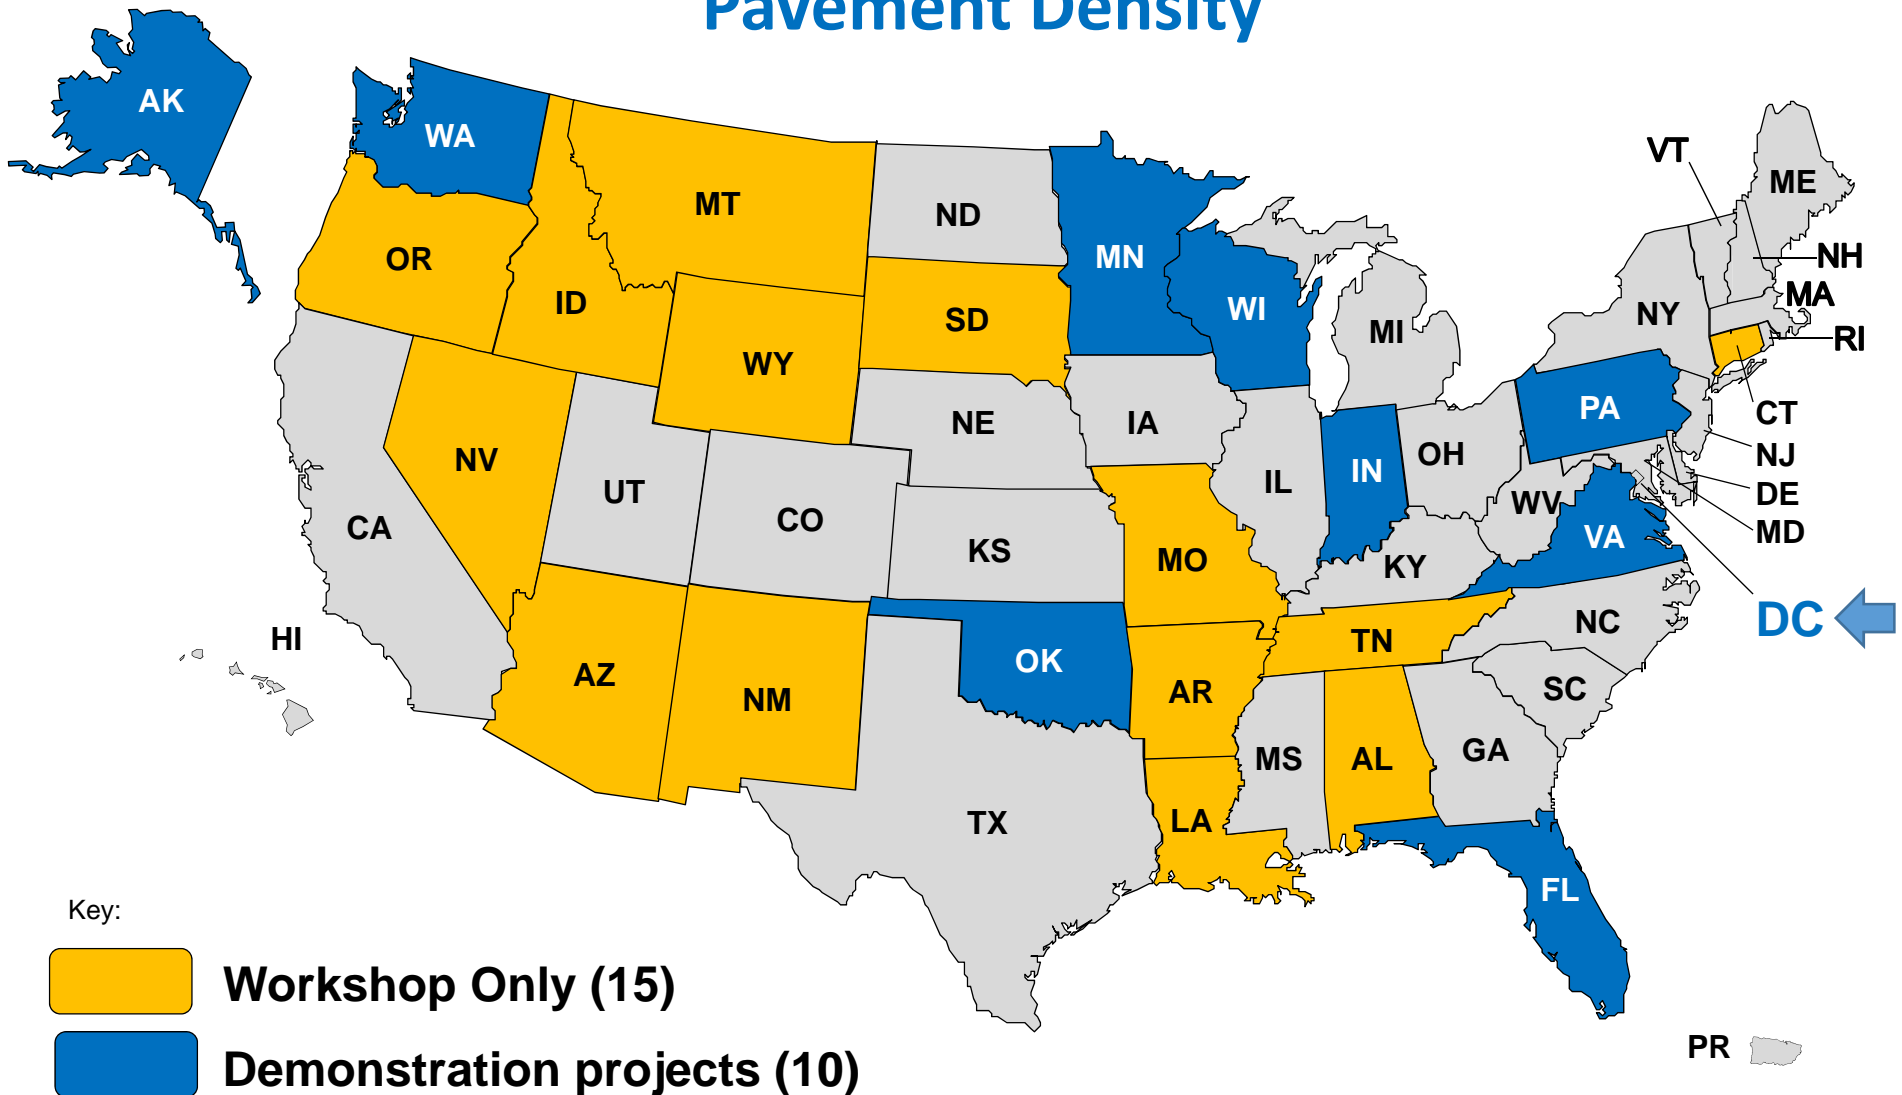 Pavement Density
AK
WA
MT
ND
MN
VT
ME
OR
ID
SD
WI
MI
NY
NH
MA
RI
WY
NE
IA
PA
CT
NV
UT
CO
KS
MO
IL
IN
OH
WV
VA
KY
NJ
DE
MD
CA
DC
HI
AZ
NM
OK
AR
TN
NC
SC
TX
LA
MS
AL
GA
FL
PR
Key:
Workshop Only (15)
Demonstration projects (10)